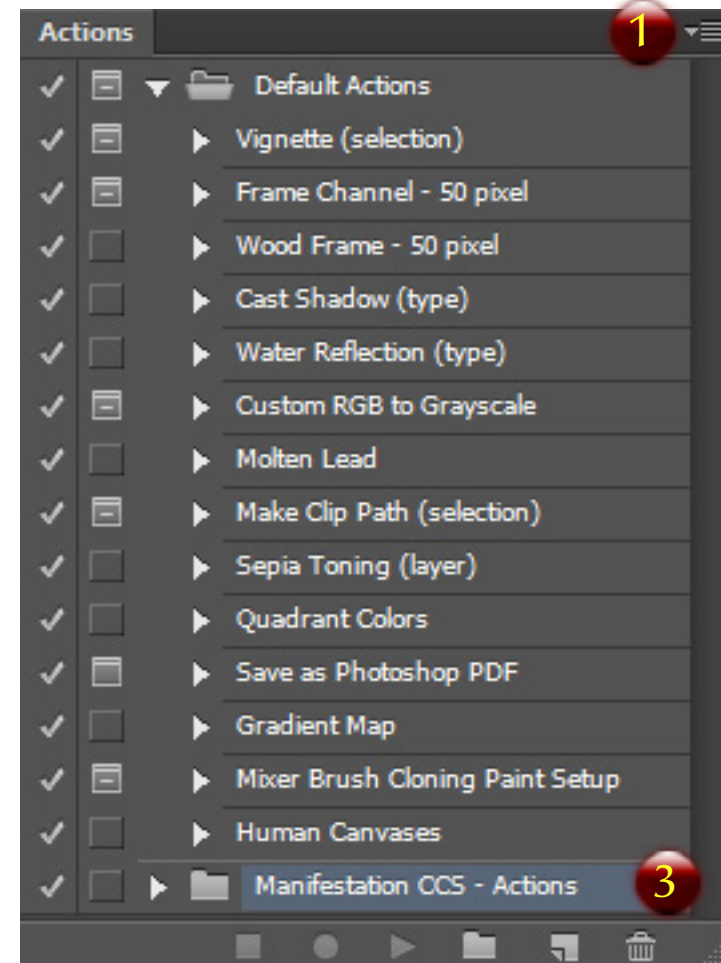 Actions
1
Default Actions
Vignette (selection)
Frame Channel - 50 pixel
Wood Frame - 50 pixel
Cast Shadow (type)
Water Reflection (type)
Custom RGB to Grayscale
Molten Lead
Make Clip Path (selection)
Sepia Toning (layer)
Quadrant Colors
Save as Photoshop PDF
Gradient Map
Mixer Brush Cloning Paint Setup
Human Canvases
Manifestation CCS - Actions
3